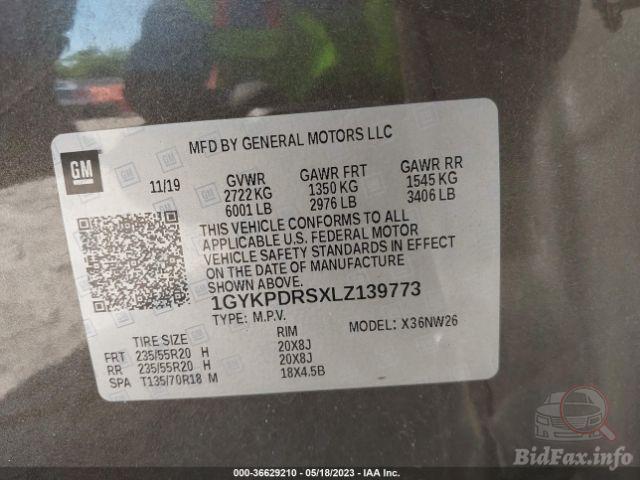 MFD BY GENERAL MOTORS LLC
GM
11/19
GVWR GAWR FRT GAWR RR
2722 KG 1350 KG 1545 KG
6001 LB 2976 LB 3406 LB
THIS VEHICLE CONFORMS TO ALL
APPLICABLE U.S. FEDERAL MOTOR
VEHICLE SAFETY STANDARDS IN EFFECT
ON THE DATE OF MANUFACTURE
SHOWN ABOVE.
1GYKPDRSXLZ139773
TYPE: M.P.V. MODEL: X36NW26
TIRE SIZE RIM
FRT 235/55R20 H 20X8J
RR 235/55R20 H 20X8J
SPA T135/70R18 M 18X4.5B
BidFax.info
000-36629210 - 05/18/2023 - IAA Inc.